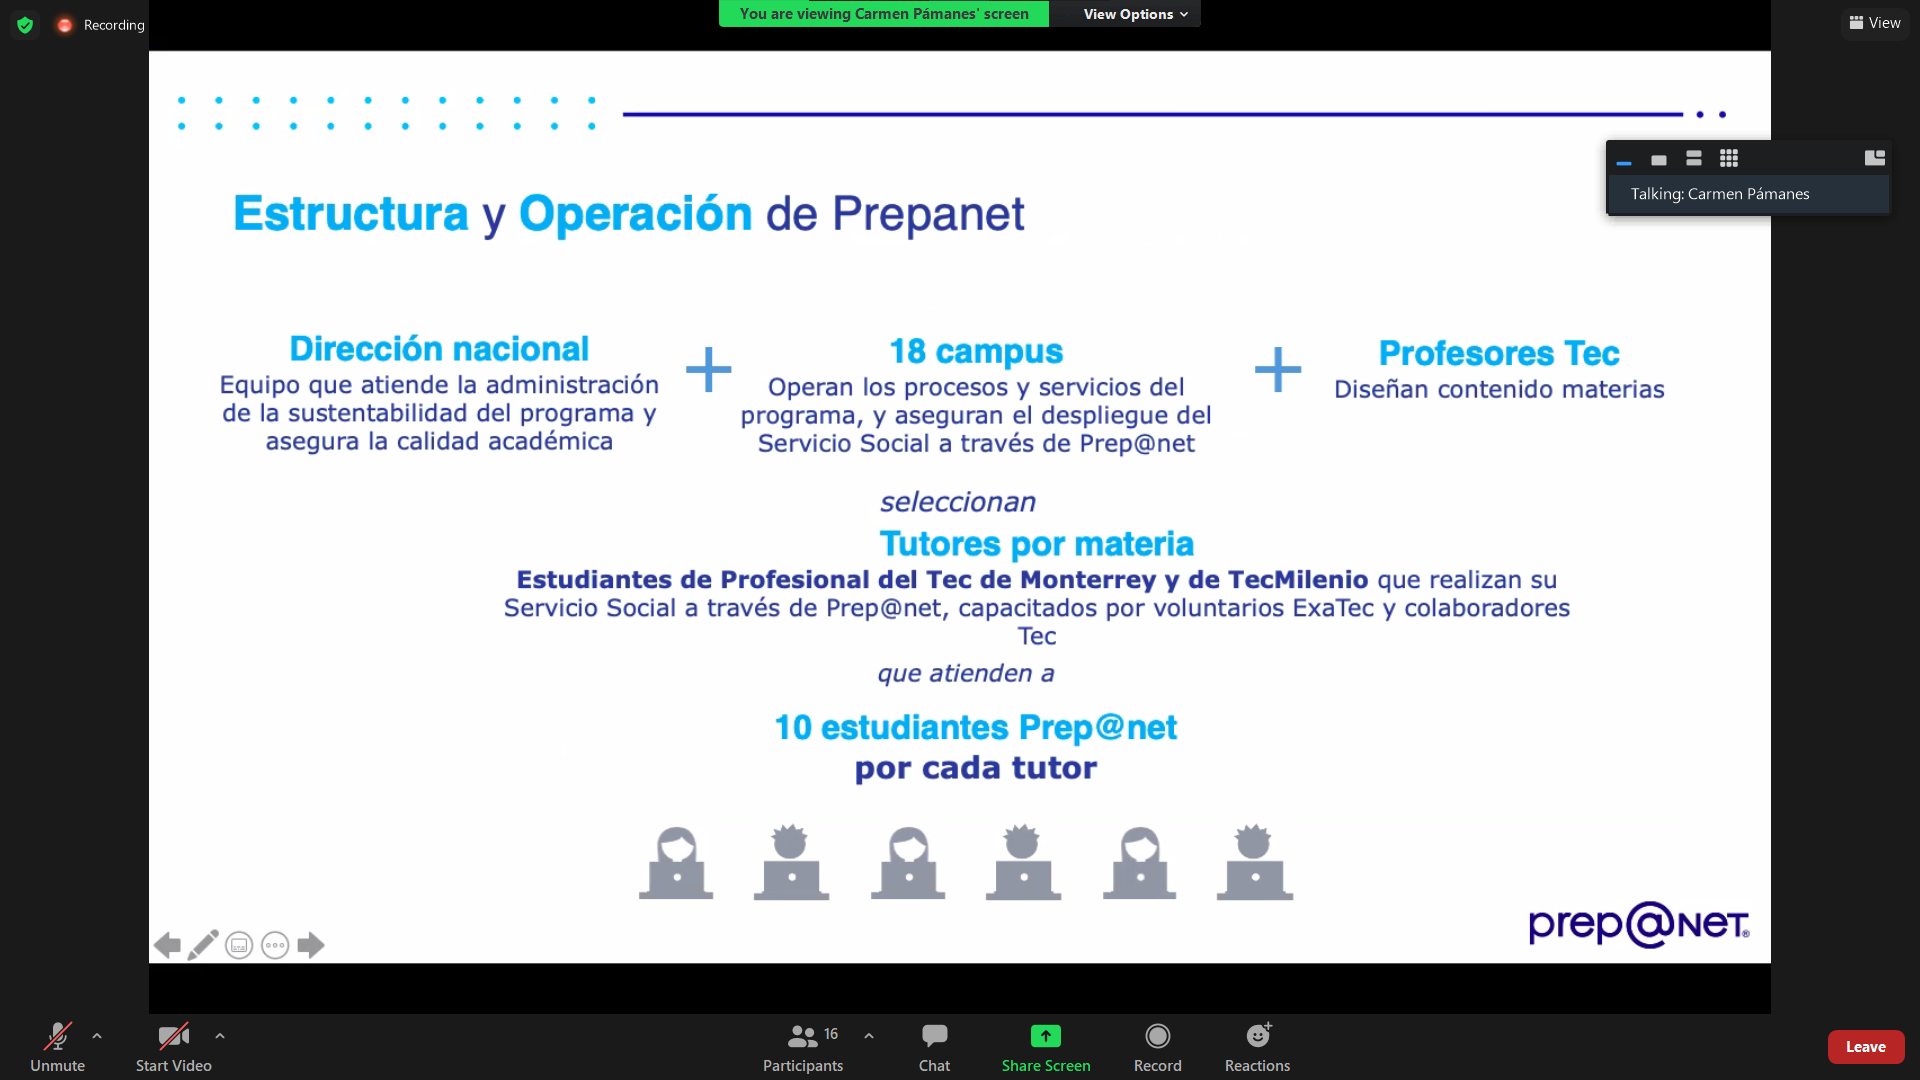 Recording
You are viewing Carmen Pámanes' screen
View Options
View
Talking: Carmen Pámanes
Estructura y Operación de Prepanet
Dirección nacional
Equipo que atiende la administración
de la sustentabilidad del programa y
asegura la calidad académica
+
18 campus
Operan los procesos y servicios del
programa, y aseguran el despliegue del
Servicio Social a través de Prep@net
+
Profesores Tec
Diseñan contenido materias
seleccionan
Tutores por materia
Estudiantes de Profesional del Tec de Monterrey y de TecMilenio que realizan su
Servicio Social a través de Prep@net, capacitados por voluntarios ExaTec y colaboradores
Tec
que atienden a
10 estudiantes Prep@net
por cada tutor
prep@NET®
Unmute
Start Video
16
Participants
Chat
Share Screen
Record
Reactions
Leave